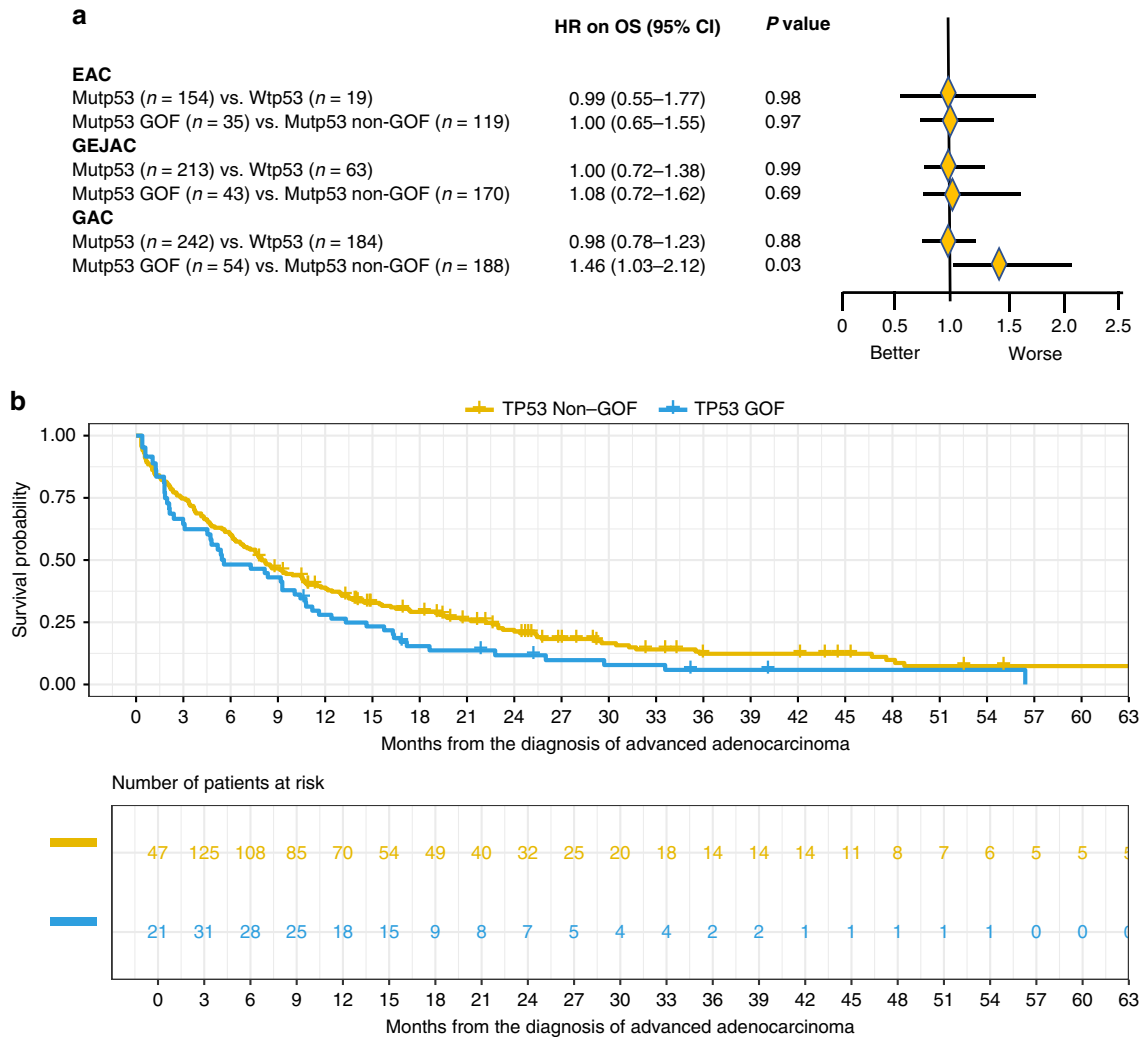 a
HR on OS (95% CI) P value
EAC
Mutp53 (n = 154) vs. Wtp53 (n = 19) 0.99 (0.55–1.77) 0.98
Mutp53 GOF (n = 35) vs. Mutp53 non-GOF (n = 119) 1.00 (0.65–1.55) 0.97
GEJAC
Mutp53 (n = 213) vs. Wtp53 (n = 63) 1.00 (0.72–1.38) 0.99
Mutp53 GOF (n = 43) vs. Mutp53 non-GOF (n = 170) 1.08 (0.72–1.62) 0.69
GAC
Mutp53 (n = 242) vs. Wtp53 (n = 184) 0.98 (0.78–1.23) 0.88
Mutp53 GOF (n = 54) vs. Mutp53 non-GOF (n = 188) 1.46 (1.03–2.12) 0.03
0 0.5 1.0 1.5 2.0 2.5
Better Worse
b
TP53 Non–GOF TP53 GOF
Survival probability
1.00
0.75
0.50
0.25
0.00
0 3 6 9 12 15 18 21 24 27 30 33 36 39 42 45 48 51 54 57 60 63
Months from the diagnosis of advanced adenocarcinoma
Number of patients at risk
47 125 108 85 70 54 49 40 32 25 20 18 14 14 14 11 8 7 6 5 5
21 31 28 25 18 15 9 8 7 5 4 4 2 2 1 1 1 1 1 0 0
0 3 6 9 12 15 18 21 24 27 30 33 36 39 42 45 48 51 54 57 60 63
Months from the diagnosis of advanced adenocarcinoma